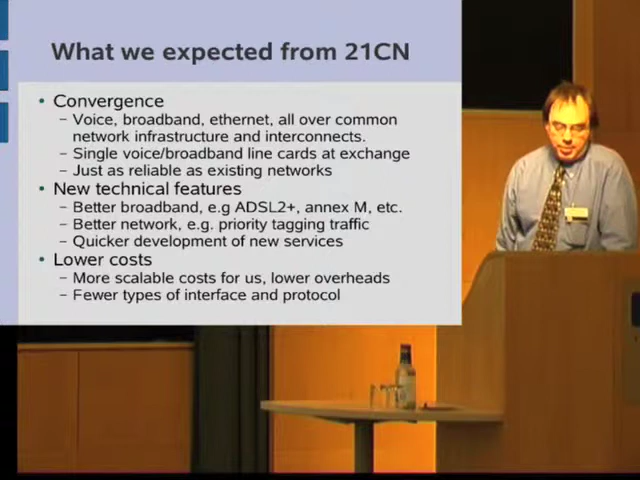 What we expected from 21CN
• Convergence
– Voice, broadband, ethernet, all over common
network infrastructure and interconnects.
– Single voice/broadband line cards at exchange
– Just as reliable as existing networks
• New technical features
– Better broadband, e.g ADSL2+, annex M, etc.
– Better network, e.g. priority tagging traffic
– Quicker development of new services
• Lower costs
– More scalable costs for us, lower overheads
– Fewer types of interface and protocol